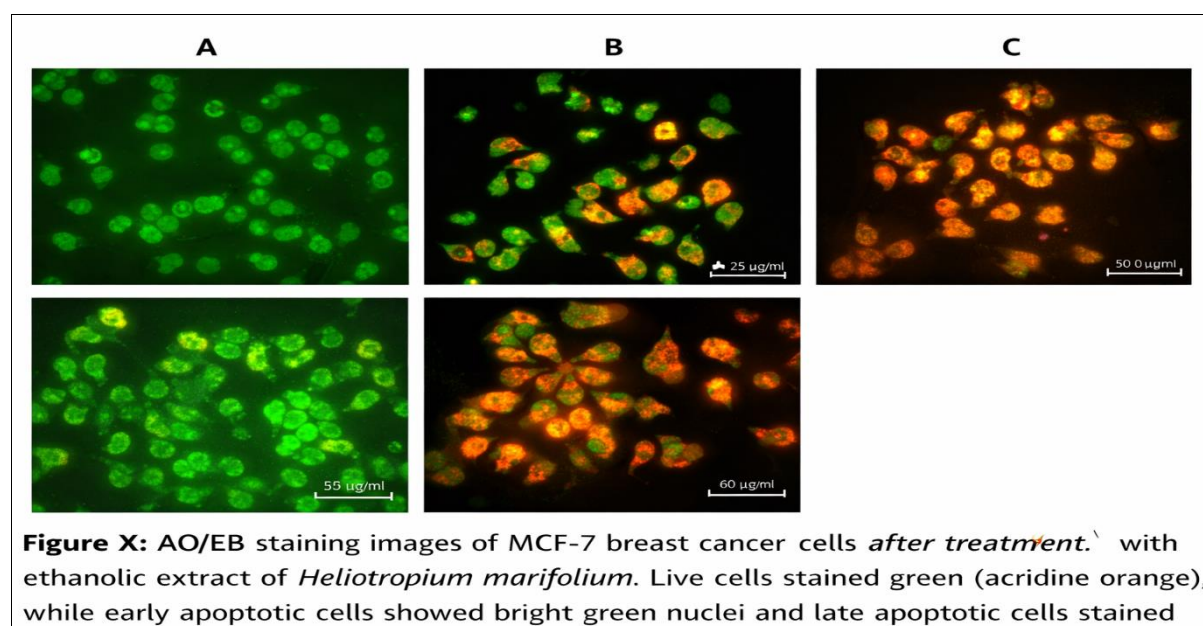 A
B
C
25 µg/ml
50 0 µgml
55 µg/ml
60 µg/ml
Figure X: AO/EB staining images of MCF-7 breast cancer cells after treatment.` with
ethanolic extract of Heliotropium marifolium. Live cells stained green (acridine orange),
while early apoptotic cells showed bright green nuclei and late apoptotic cells stained